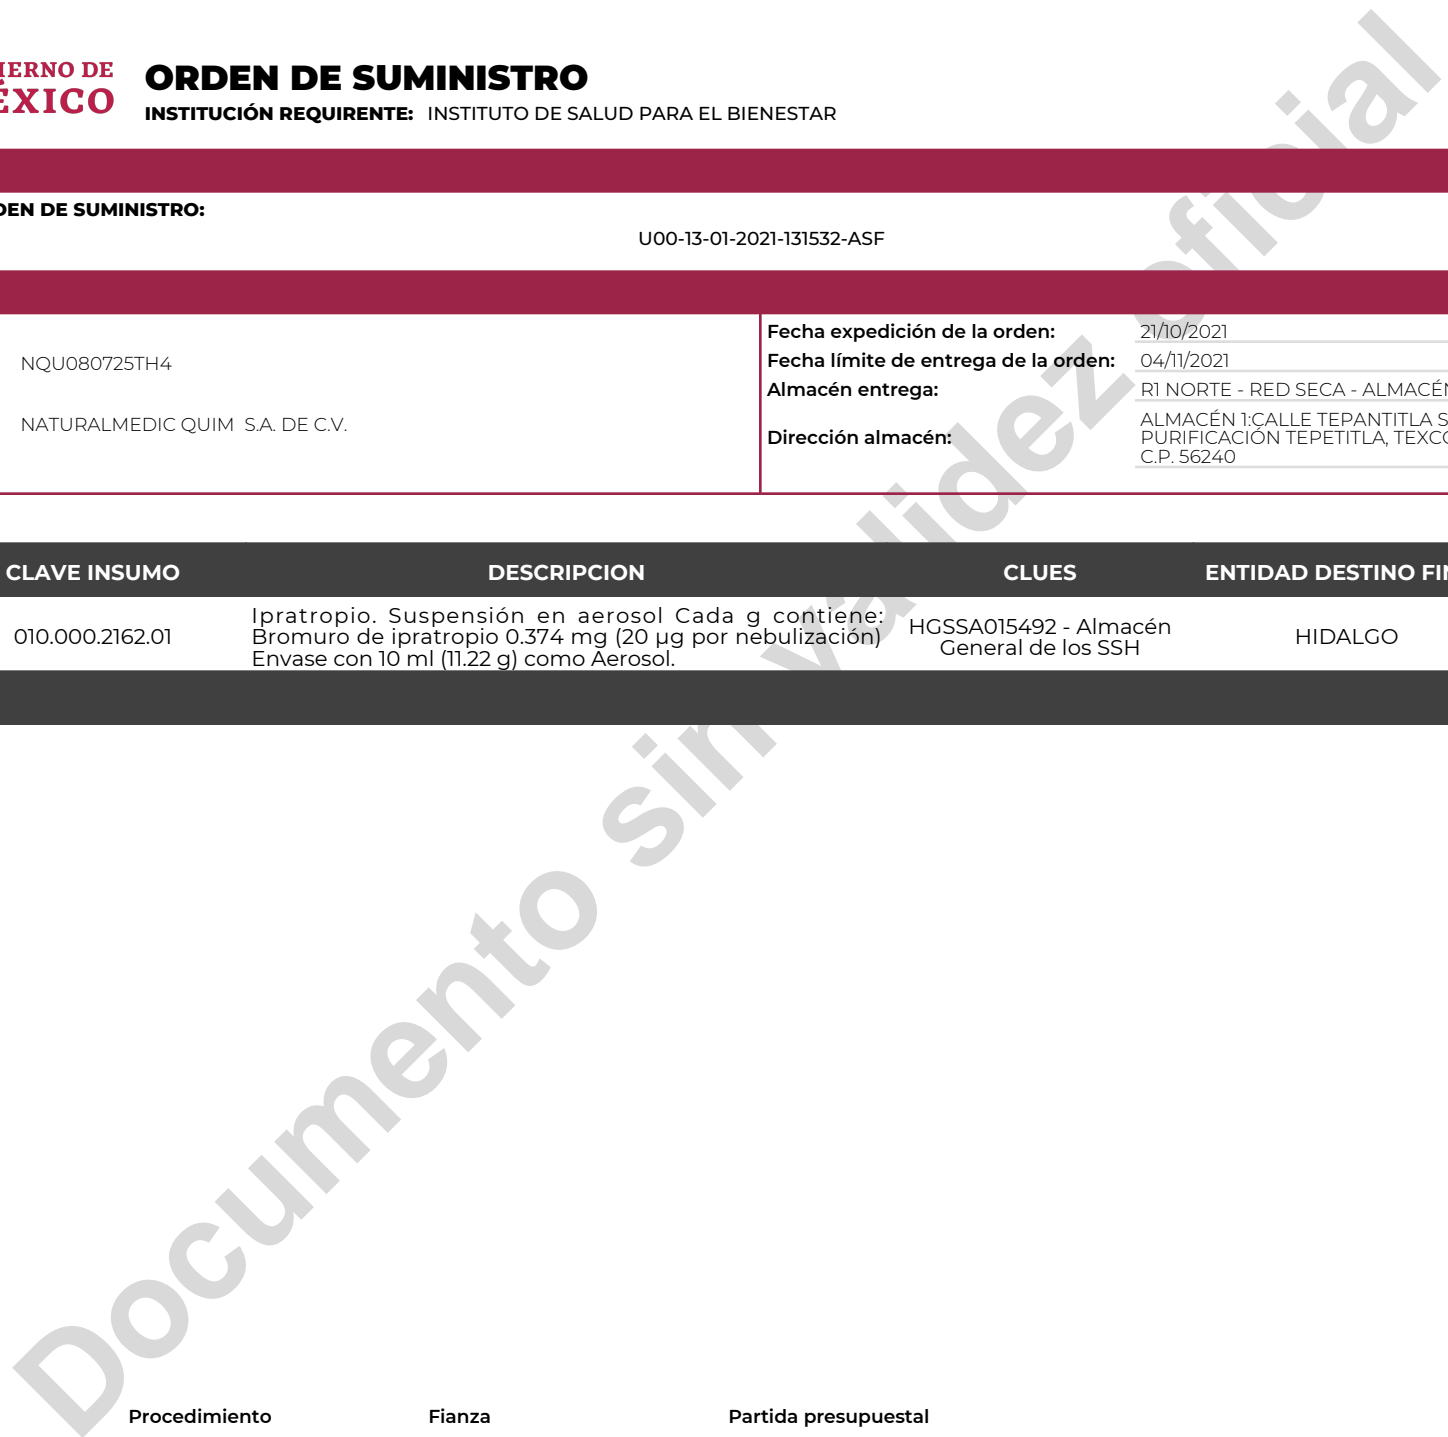 IERNO DE
ÉXICO
ORDEN DE SUMINISTRO
INSTITUCIÓN REQUIRENTE: INSTITUTO DE SALUD PARA EL BIENESTAR
DEN DE SUMINISTRO:
U00-13-01-2021-131532-ASF
NQU080725TH4
NATURALMEDIC QUIM S.A. DE C.V.
Fecha expedición de la orden: 21/10/2021
Fecha límite de entrega de la orden: 04/11/2021
Almacén entrega: R1 NORTE - RED SECA - ALMACÉN
Dirección almacén:
ALMACÉN 1:CALLE TEPANTITLA S
PURIFICACIÓN TEPETITLA, TEXCO
C.P. 56240
CLAVE INSUMO DESCRIPCION CLUES ENTIDAD DESTINO FIN
010.000.2162.01
Ipratropio. Suspensión en aerosol Cada g contiene:
Bromuro de ipratropio 0.374 mg (20 µg por nebulización)
Envase con 10 ml (11.22 g) como Aerosol.
HGSSA015492 - Almacén
General de los SSH
HIDALGO
Documento sin validez oficial
Procedimiento Fianza Partida presupuestal